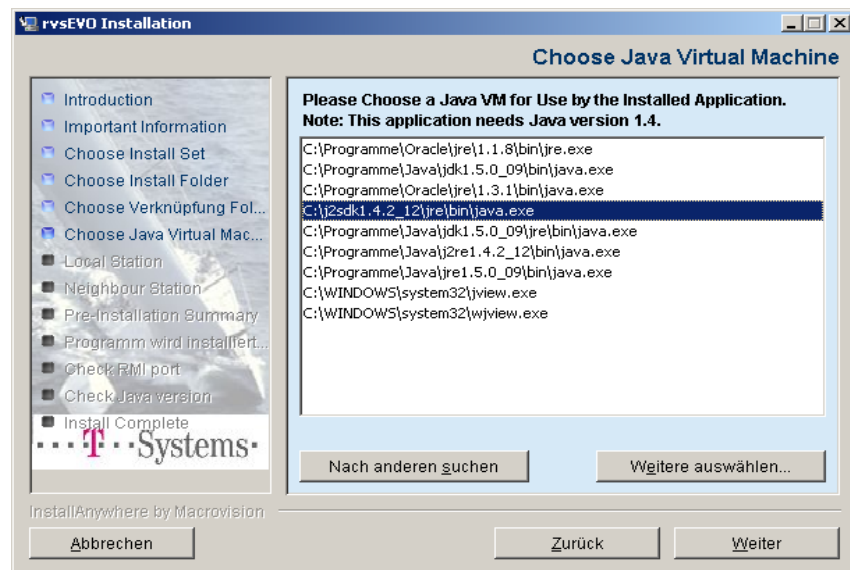 rvsEVO Installation
Choose Java Virtual Machine
Introduction
Important Information
Choose Install Set
Choose Install Folder
Choose Verknüpfung Fol...
Choose Java Virtual Mac...
Local Station
Neighbour Station
Pre-Installation Summary
Programm wird installiert...
Check RMI port
Check Java version
Install Complete
T Systems
Please Choose a Java VM for Use by the Installed Application.
Note: This application needs Java version 1.4.
C:\Programme\Oracle\jre\1.1.8\bin\jre.exe
C:\Programme\Java\jdk1.5.0_09\bin\java.exe
C:\Programme\Oracle\jre\1.3.1\bin\java.exe
C:\j2sdk1.4.2_12\jre\bin\java.exe
C:\Programme\Java\jdk1.5.0_09\jre\bin\java.exe
C:\Programme\Java\j2re1.4.2_12\bin\java.exe
C:\Programme\Java\jre1.5.0_09\bin\java.exe
C:\WINDOWS\system32\jview.exe
C:\WINDOWS\system32\wjview.exe
Nach anderen suchen
Weitere auswählen...
InstallAnywhere by Macrovision
Abbrechen
Zurück
Weiter